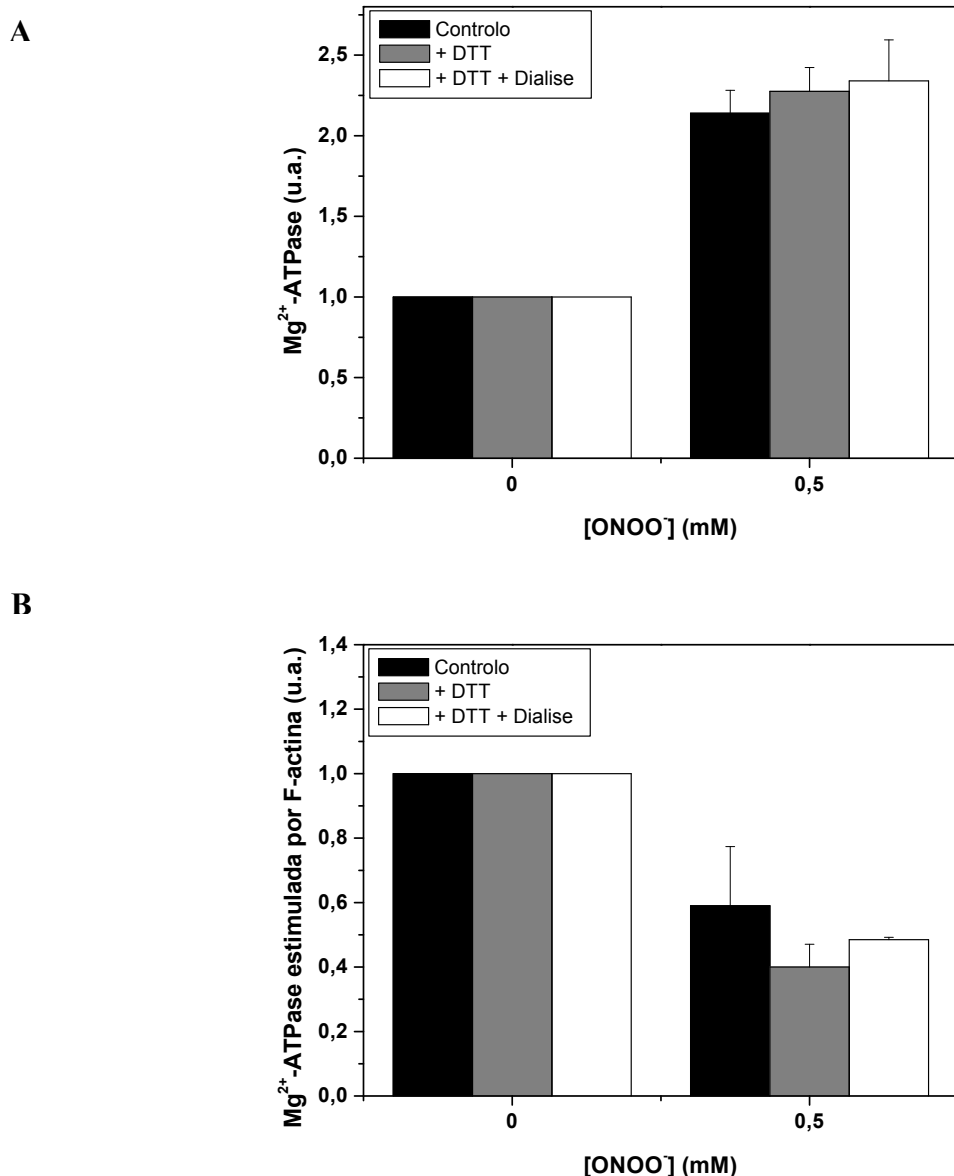 A
Controlo
+ DTT
+ DTT + Dialise
Mg²⁺-ATPase (u.a.)
2,5
2,0
1,5
1,0
0,5
0,0
0
0,5
[ONOO⁻] (mM)
B
Controlo
+ DTT
+ DTT + Dialise
Mg²⁺-ATPase estimulada por F-actina (u.a.)
1,4
1,2
1,0
0,8
0,6
0,4
0,2
0,0
0
0,5
[ONOO⁻] (mM)